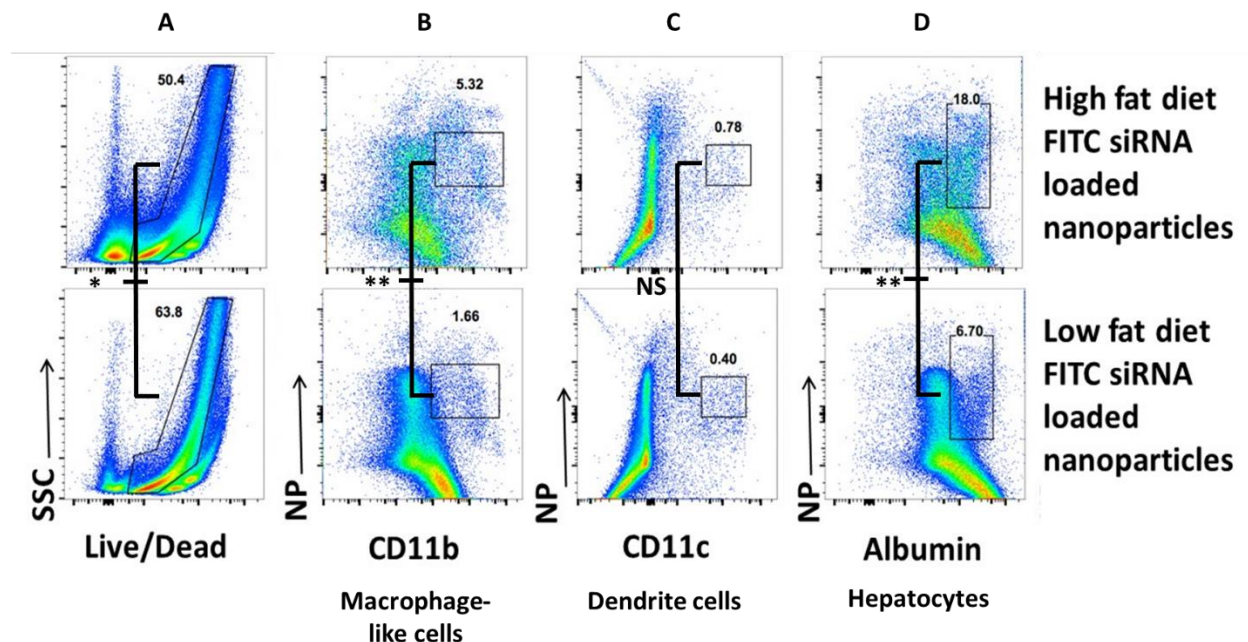 A
B
C
D
50.4
5.32
0.78
18.0
High fat diet
FITC siRNA
loaded
nanoparticles
*
**
NS
**
63.8
1.66
0.40
6.70
Low fat diet
FITC siRNA
loaded
nanoparticles
SSC
NP
NP
NP
Live/Dead
CD11b
CD11c
Albumin
Macrophage-
like cells
Dendrite cells
Hepatocytes